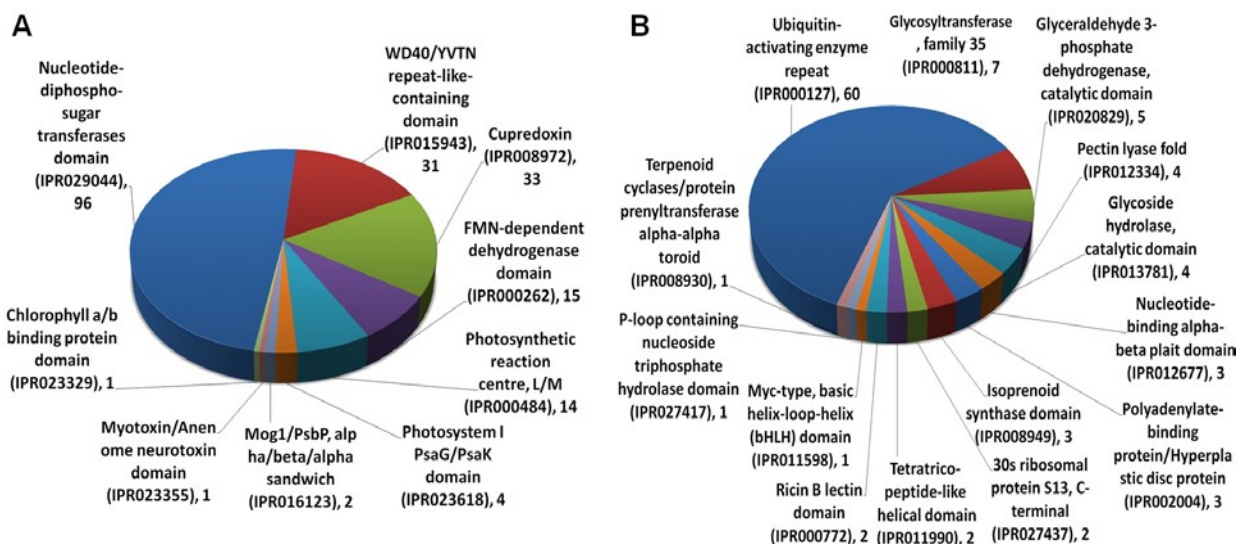 A
Nucleotide-
diphospho-
sugar
transferases
domain
(IPR029044),
96
WD40/YVTN
repeat-like-
containing
domain
(IPR015943),
31
Cupredoxin
(IPR008972),
33
FMN-dependent
dehydrogenase
domain
(IPR000262), 15
Photosynthetic
reaction
centre, L/M
(IPR000484), 14
Photosystem I
PsaG/PsaK
domain
(IPR023618), 4
Mog1/PsbP, alp
ha/beta/alpha
sandwich
(IPR016123), 2
Myotoxin/Anen
ome neurotoxin
domain
(IPR023355), 1
Chlorophyll a/b
binding protein
domain
(IPR023329), 1
B
Ubiquitin-
activating enzyme
repeat
(IPR000127), 60
Glycosyltransferase
, family 35
(IPR000811), 7
Glyceraldehyde 3-
phosphate
dehydrogenase,
catalytic domain
(IPR020829), 5
Pectin lyase fold
(IPR012334), 4
Glycoside
hydrolase,
catalytic domain
(IPR013781), 4
Nucleotide-
binding alpha-
beta plait domain
(IPR012677), 3
Polyadenylate-
binding
protein/Hyperpla
stic disc protein
(IPR002004), 3
Isoprenoid
synthase domain
(IPR008949), 3
30s ribosomal
protein S13, C-
terminal
(IPR027437), 2
Tetratrico-
peptide-like
helical domain
(IPR011990), 2
Ricin B lectin
domain
(IPR000772), 2
Myc-type, basic
helix-loop-helix
(bHLH) domain
(IPR011598), 1
P-loop containing
nucleoside
triphosphate
hydrolase domain
(IPR027417), 1
Terpenoid
cyclases/protein
prenyltransferase
alpha-alpha
toroid
(IPR008930), 1